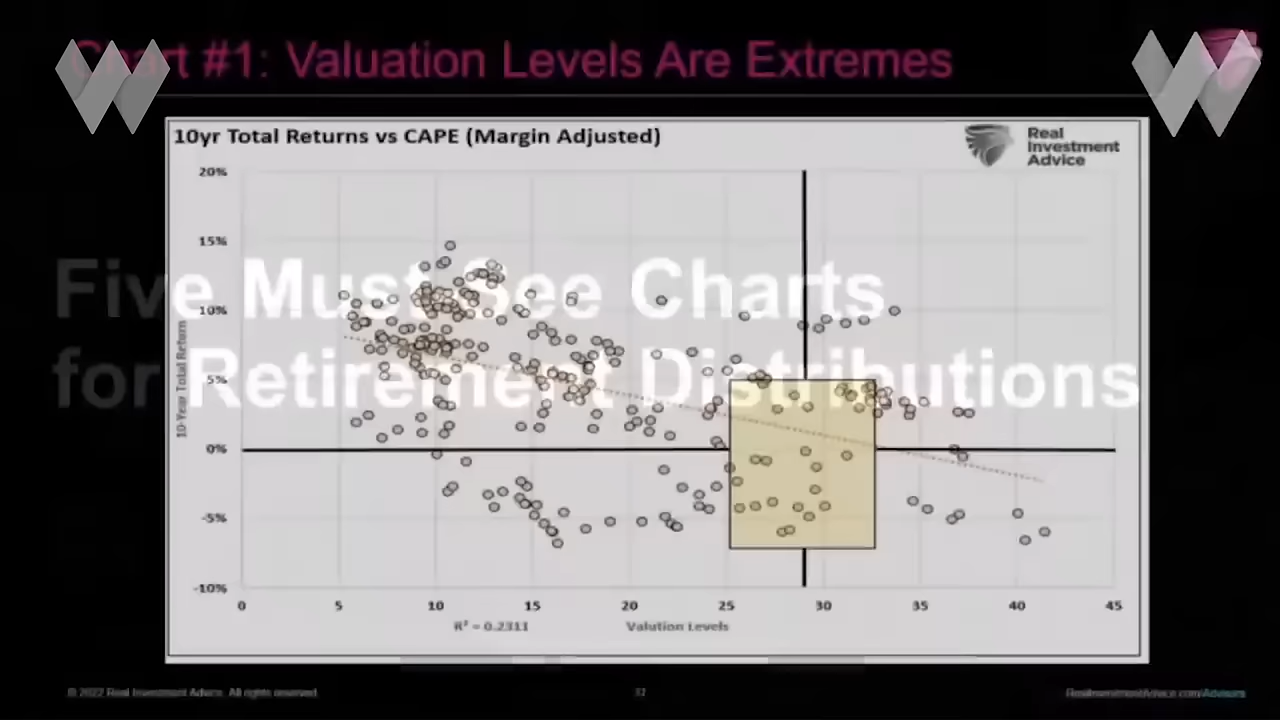 Chart #1: Valuation Levels Are Extremes
10yr Total Returns vs CAPE (Margin Adjusted)
Real
Investment
Advice
Five Must See Charts
for Retirement Distributions
10-Year Total Return
20%
15%
10%
5%
0%
-5%
-10%
0 5 10 15 20 25 30 35 40 45
R² = 0.2311
Valution Levels
© 2022 Real Investment Advice. All rights reserved.
RealInvestmentAdvice.com/Advisors